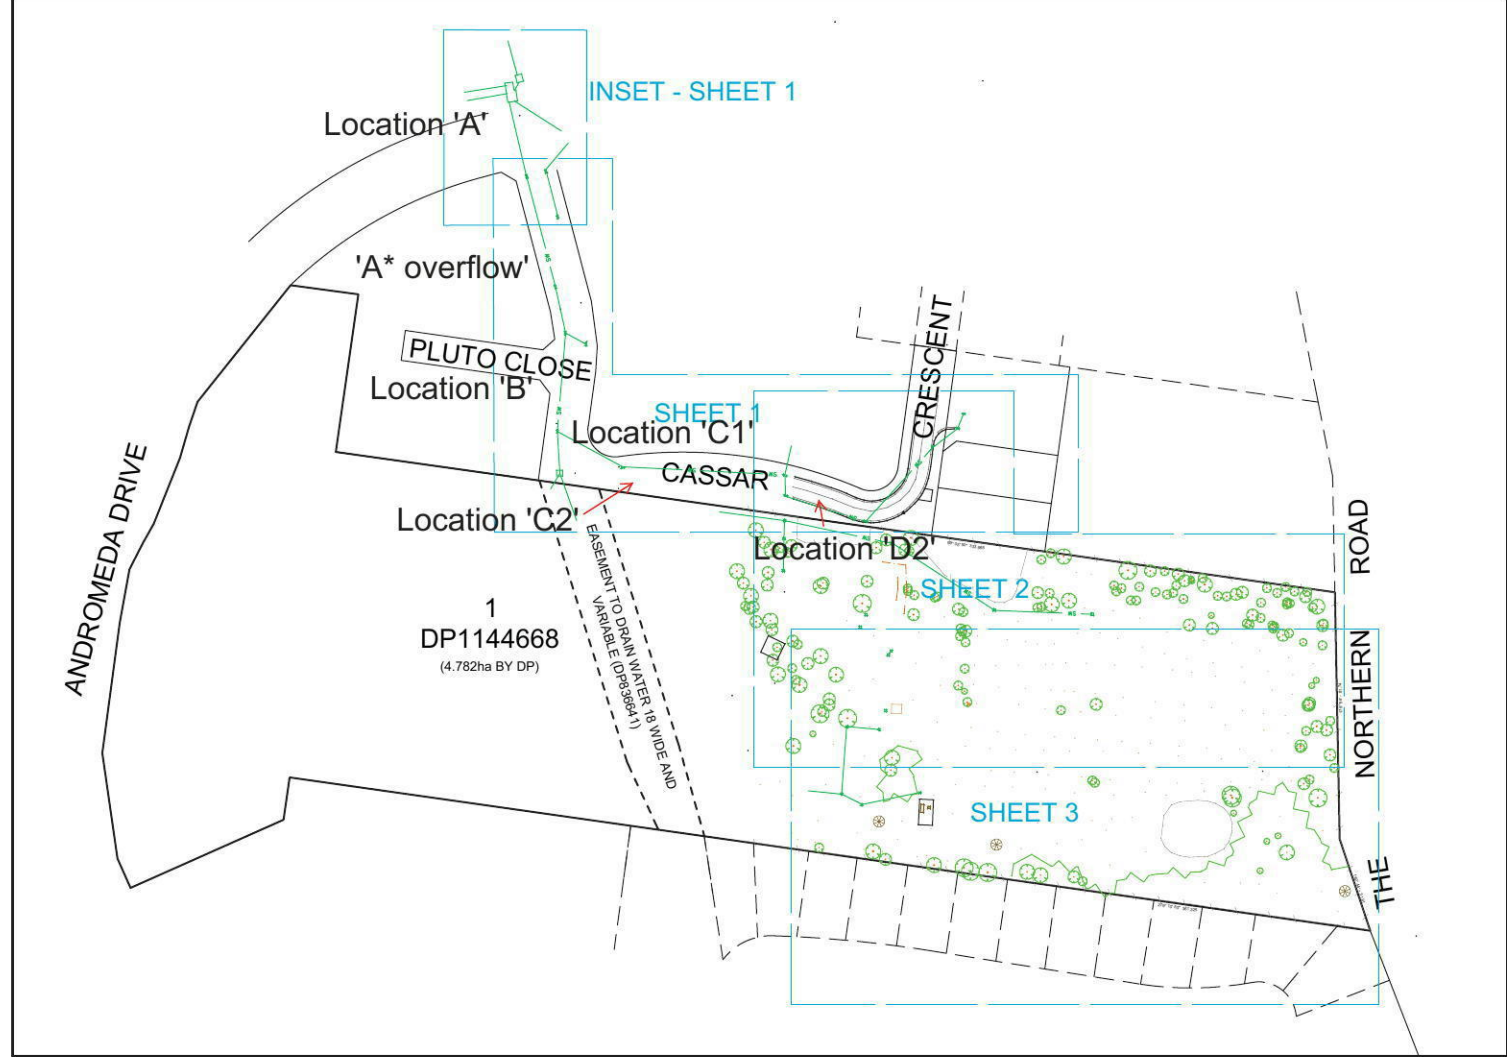 INSET - SHEET 1
Location 'A'
'A* overflow'
PLUTO CLOSE
Location 'B'
CRESCENT
SHEET 1
Location 'C1'
CASSAR
Location 'C2'
Location 'D2'
ANDROMEDA DRIVE
EASEMENT TO DRAIN WATER 18 WIDE AND
VARIABLE (DP836641)
1
DP1144668
(4.782ha BY DP)
SHEET 2
SHEET 3
THE NORTHERN ROAD